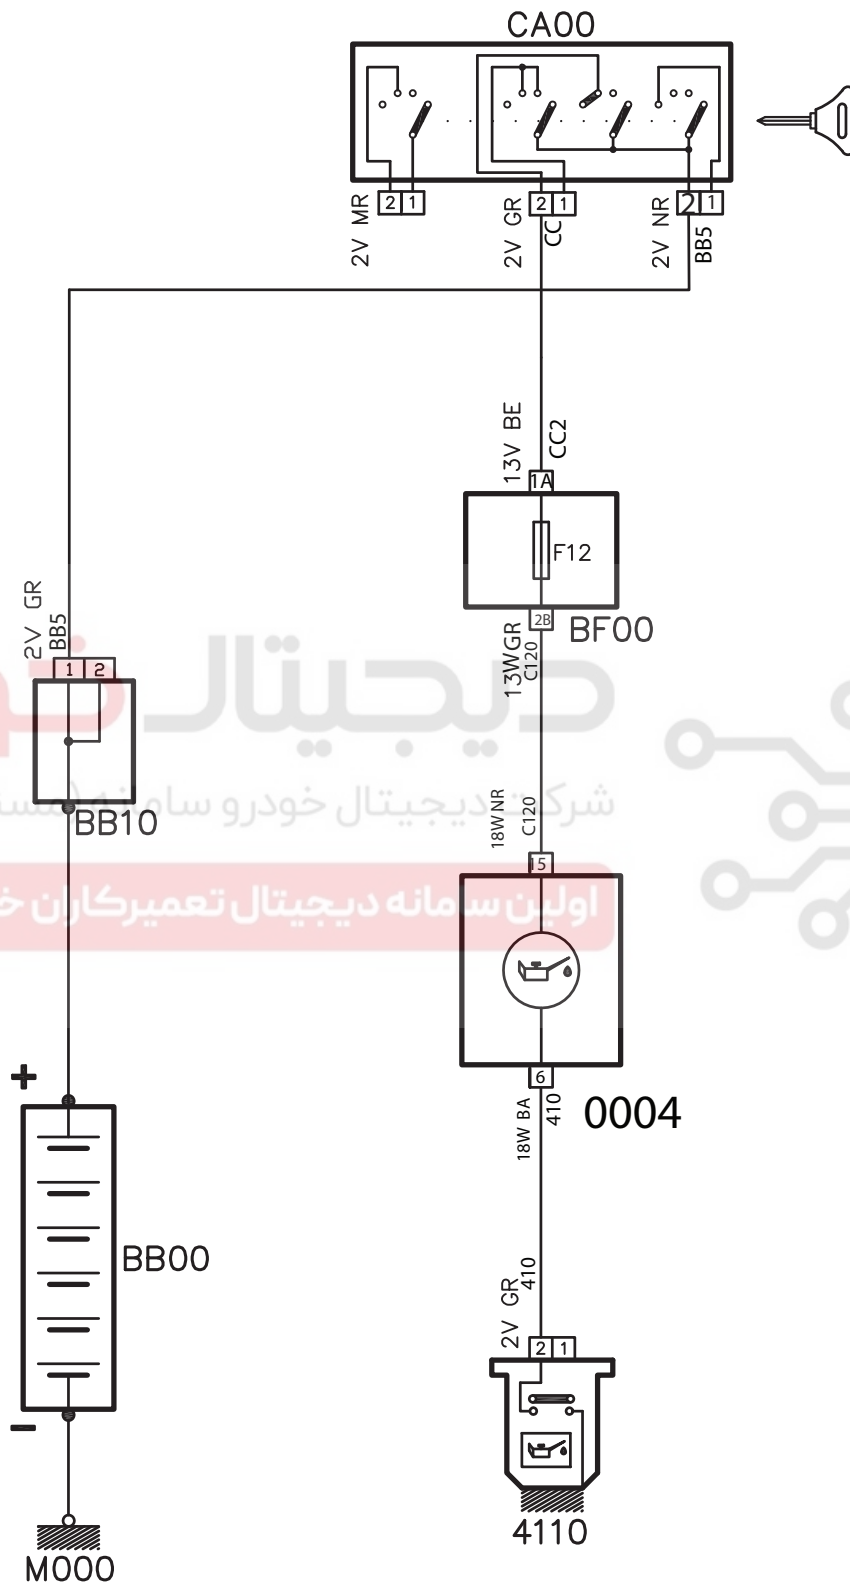 CA00
2 1
2 1
2 1
2V MR
2V GR
CC
2V NR
BB5
13V BE
CC2
1A
F12
2B
BF00
13WGR
C120
2V GR
BB5
1 2
BB10
دیجیتال
شرکت دیجیتال خودرو سامانه
اولین سامانه دیجیتال تعمیرکاران
18W NR
C120
15
6
0004
18W BA
410
+
BB00
–
M000
2V GR
410
2 1
4110